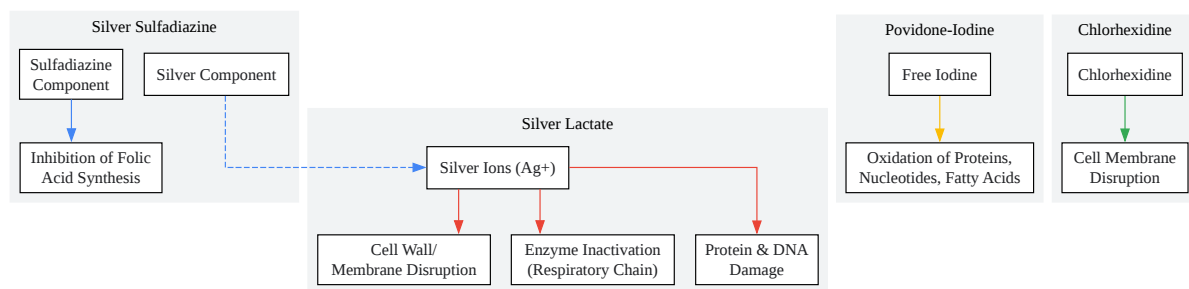 Silver Sulfadiazine
Sulfadiazine
Component
Silver Component
Inhibition of Folic
Acid Synthesis
Silver Lactate
Silver Ions (Ag+)
Cell Wall/
Membrane Disruption
Enzyme Inactivation
(Respiratory Chain)
Protein & DNA
Damage
Povidone-Iodine
Free Iodine
Oxidation of Proteins,
Nucleotides, Fatty Acids
Chlorhexidine
Chlorhexidine
Cell Membrane
Disruption